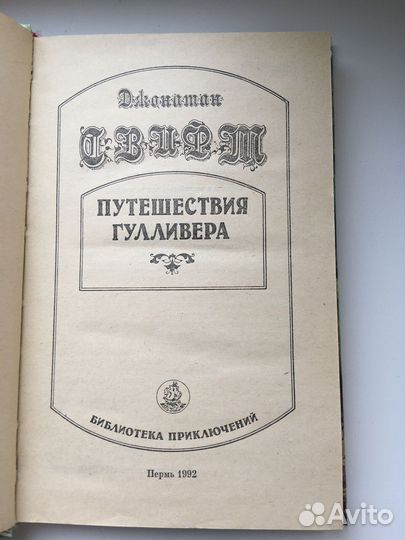 Джонатан
СВИФТ
ПУТЕШЕСТВИЯ
ГУЛЛИВЕРА
БИБЛИОТЕКА ПРИКЛЮЧЕНИЙ
Пермь 1992
Avito